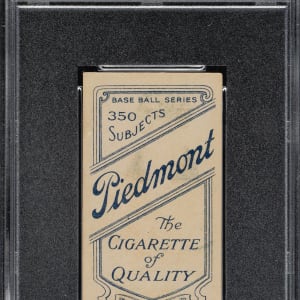 BASE BALL SERIES
350
SUBJECTS
Piedmont
The
CIGARETTE
of
QUALITY